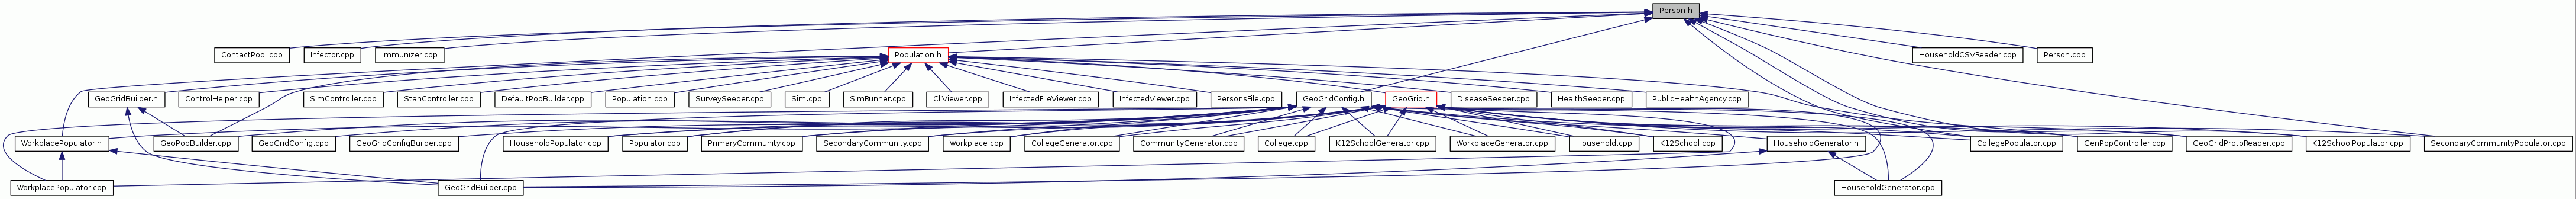 Person.h
ContactPool.cpp
Infector.cpp
Immunizer.cpp
Population.h
HouseholdCSVReader.cpp
Person.cpp
GeoGridBuilder.h
ControlHelper.cpp
SimController.cpp
StanController.cpp
DefaultPopBuilder.cpp
Population.cpp
SurveySeeder.cpp
Sim.cpp
SimRunner.cpp
CliViewer.cpp
InfectedFileViewer.cpp
InfectedViewer.cpp
PersonsFile.cpp
GeoGridConfig.h
GeoGrid.h
DiseaseSeeder.cpp
HealthSeeder.cpp
PublicHealthAgency.cpp
WorkplacePopulator.h
GeoPopBuilder.cpp
GeoGridConfig.cpp
GeoGridConfigBuilder.cpp
HouseholdPopulator.cpp
Populator.cpp
PrimaryCommunity.cpp
SecondaryCommunity.cpp
Workplace.cpp
CollegeGenerator.cpp
CommunityGenerator.cpp
College.cpp
K12SchoolGenerator.cpp
WorkplaceGenerator.cpp
Household.cpp
K12School.cpp
HouseholdGenerator.h
CollegePopulator.cpp
GenPopController.cpp
GeoGridProtoReader.cpp
K12SchoolPopulator.cpp
SecondaryCommunityPopulator.cpp
WorkplacePopulator.cpp
GeoGridBuilder.cpp
HouseholdGenerator.cpp